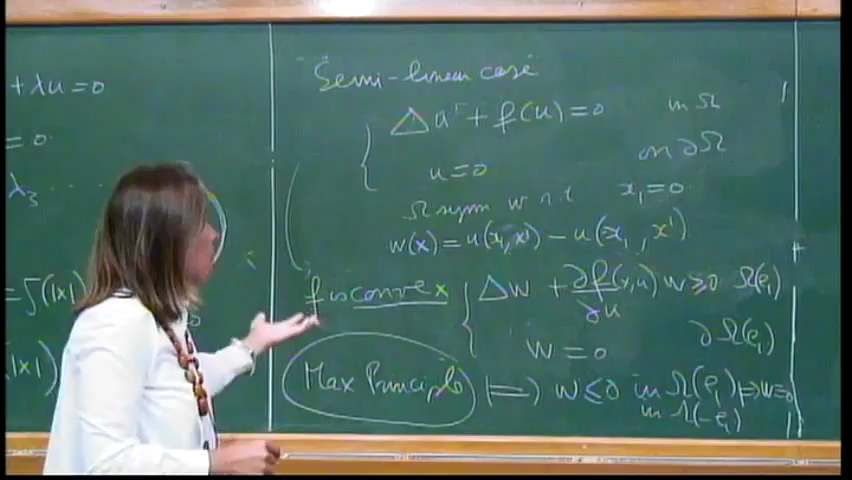 + λu = 0
= 0
λ₃ ....
= ∫(|x|
(|x|)
Semi-linear case
Δu + f(u) = 0 in Ω
u = 0 on ∂Ω
Ω sym w.r.t x₁ = 0
w(x) = u(x₁, x') − u(x₁, x')
f is convex
Δw + ∂f/∂u (x,u) w ≥ 0 Ω(e₁)
w = 0 ∂Ω(e₁)
Max Principle ⟹ w ≤ 0 in Ω(e₁) ⟹ w = 0
in Ω(−e₁)